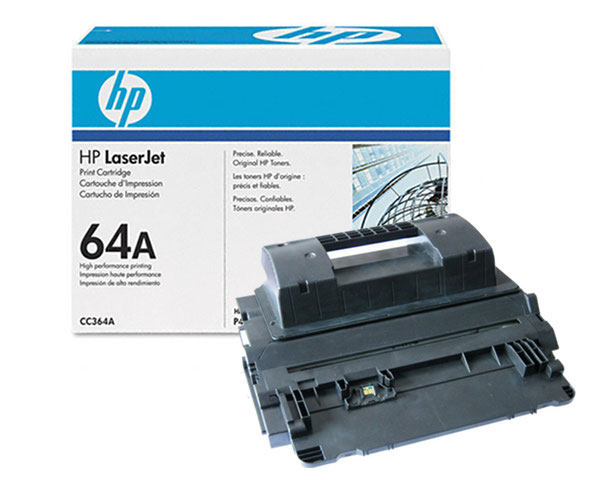 hp
hp
HP LaserJet
Print Cartridge
Cartouche d'Impression
Cartucho de Impresión
64A
High performance printing
Impression haute performance
Impresión de alto rendimiento
CC364A
Precise. Reliable.
Original HP Toners.
Les toners HP d'origine :
précis et fiables.
Precisos. Confiables.
Tóners originales HP.